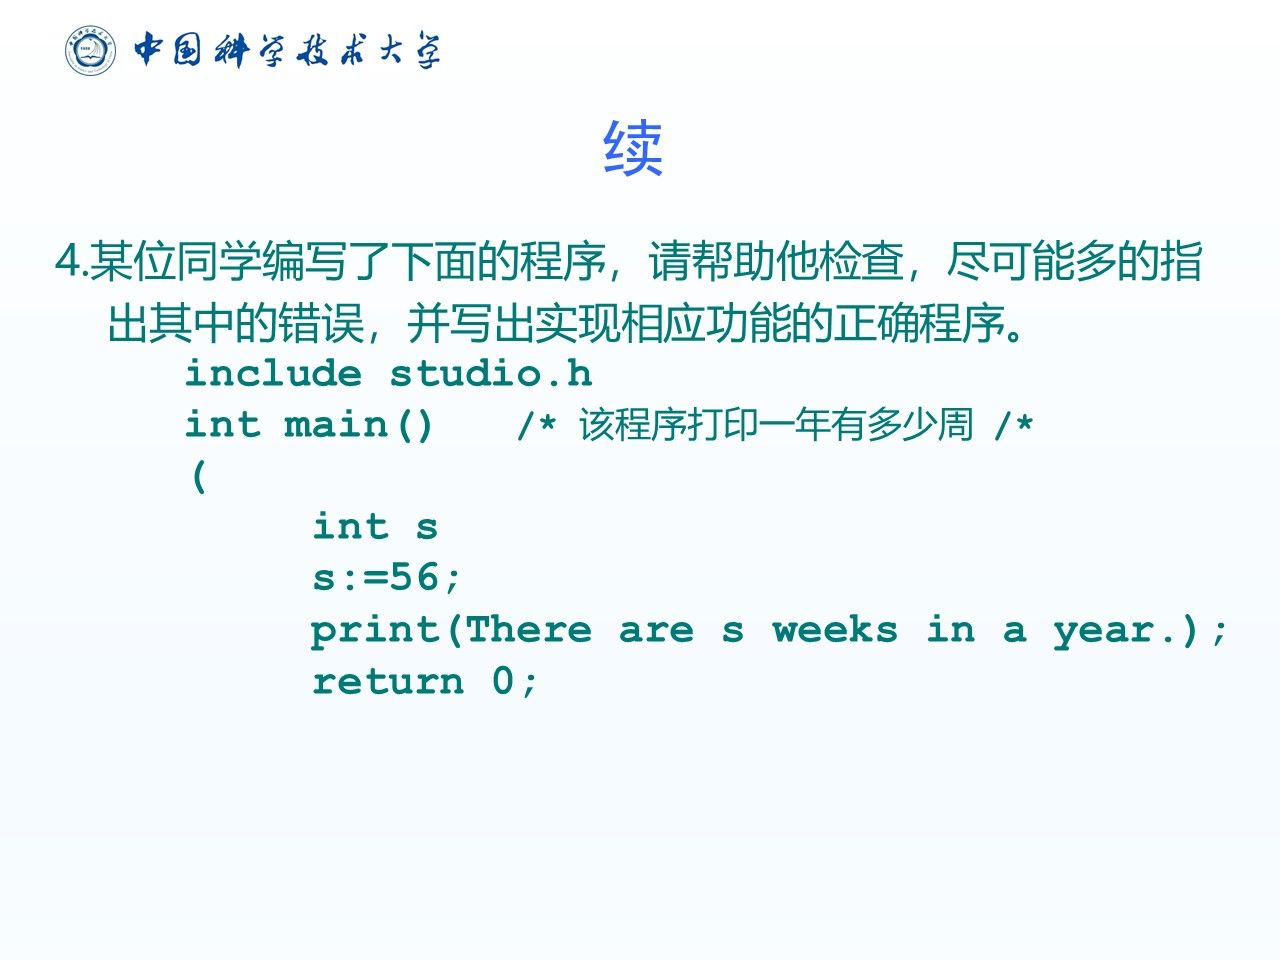 中国科学技术大学
续
4.某位同学编写了下面的程序，请帮助他检查，尽可能多的指
出其中的错误，并写出实现相应功能的正确程序。
include studio.h
int main() /* 该程序打印一年有多少周 /*
(
int s
s:=56;
print(There are s weeks in a year.);
return 0;